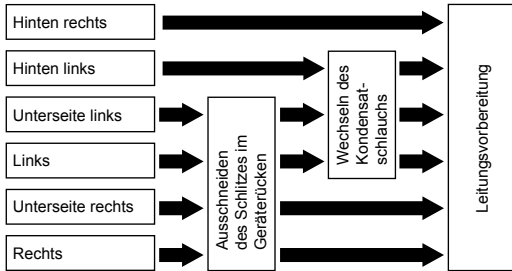 Hinten rechts
Hinten links
Unterseite links
Links
Unterseite rechts
Rechts
Ausschneiden
des Schlitzes im
Geräterücken
Wechseln des
Kondensat-
schlauchs
Leitungsvorbereitung